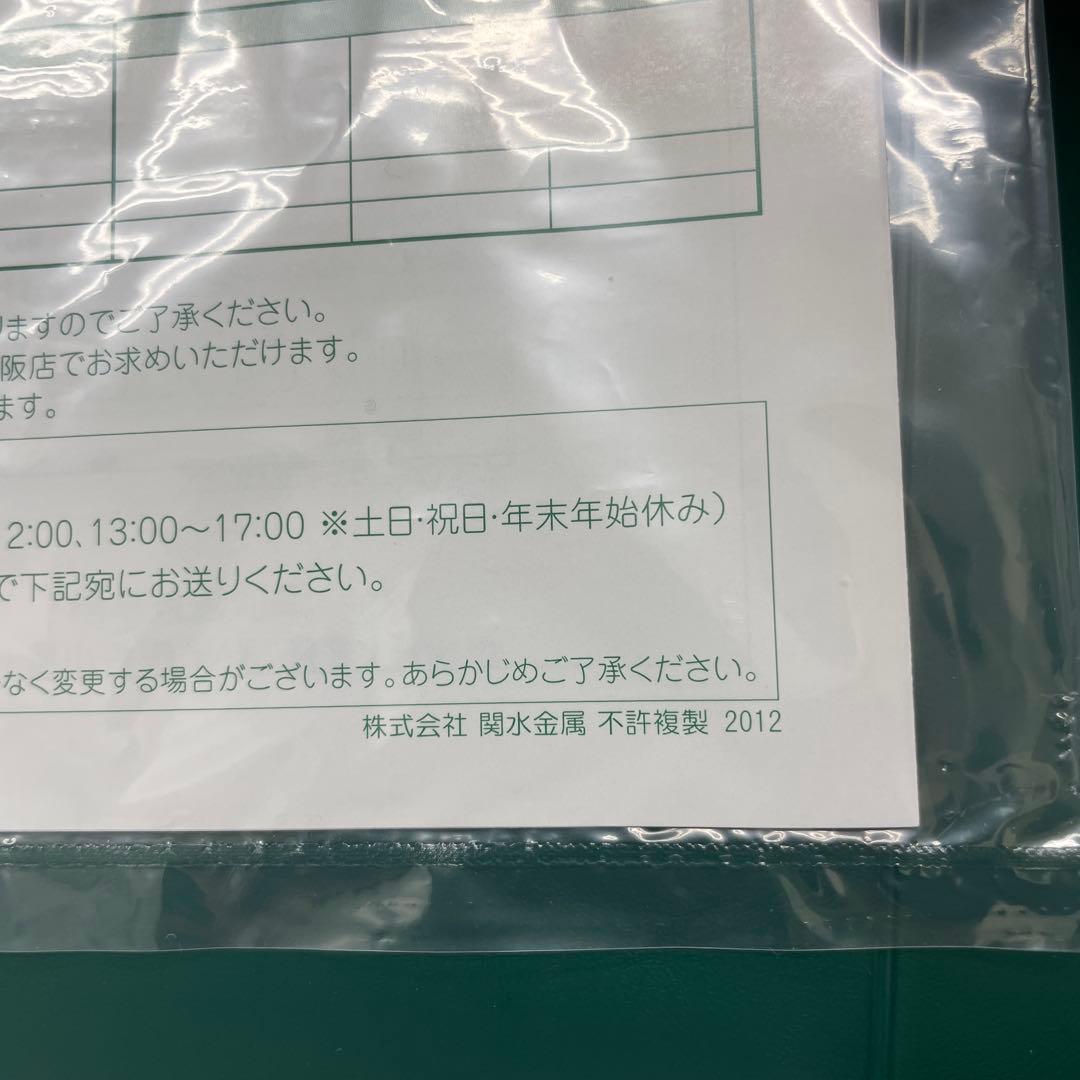 りますのでご了承ください。
阪店でお求めいただけます。
ます。
2:00、13:00～17:00 ※土日・祝日・年末年始休み）
で下記宛にお送りください。
なく変更する場合がございます。あらかじめご了承ください。
株式会社 関水金属 不許複製 2012